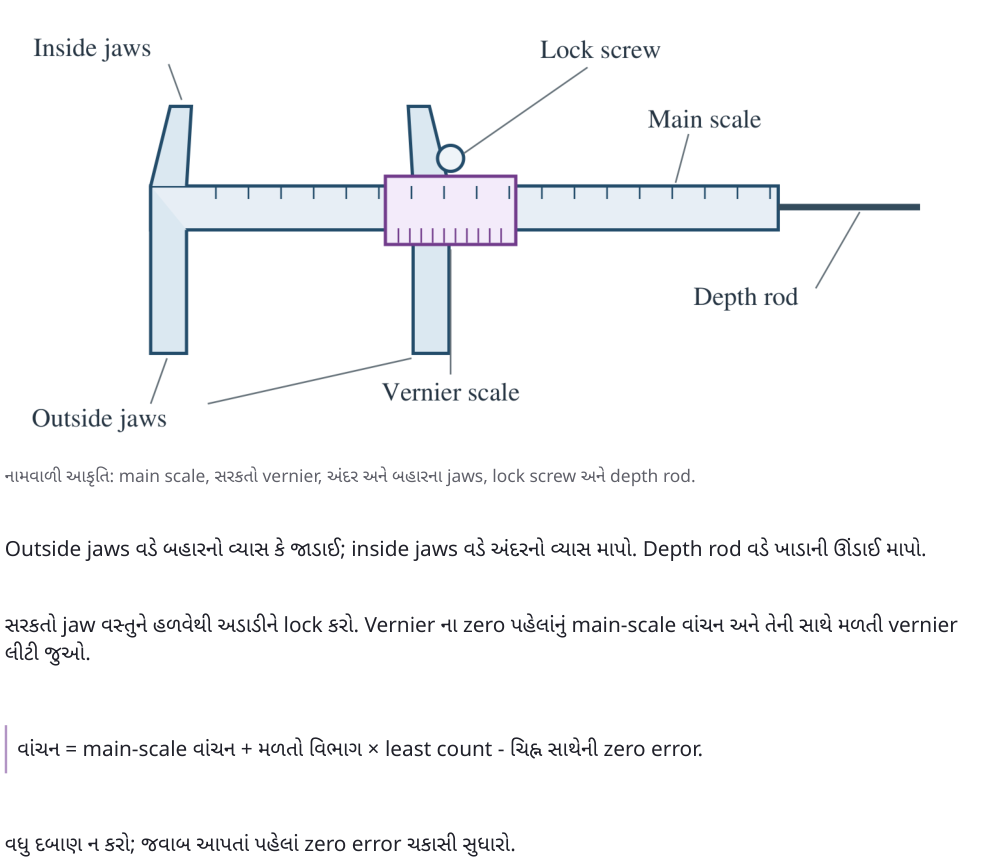 Inside jaws
Lock screw
Main scale
Depth rod
Vernier scale
Outside jaws
નામવાળી આકૃતિ: main scale, સરકતો vernier, અંદર અને બહારના jaws, lock screw અને depth rod.
Outside jaws વડે બહારનો વ્યાસ કે જાડાઈ; inside jaws વડે અંદરનો વ્યાસ માપો. Depth rod વડે ખાડાની ઊંડાઈ માપો.
સરકતો jaw વસ્તુને હળવેથી અડાડીને lock કરો. Vernier ના zero પહેલાંનું main-scale વાંચન અને તેની સાથે મળતી vernier
લીટી જુઓ.
વાંચન = main-scale વાંચન + મળતો વિભાગ × least count - ચિહ્ન સાથેની zero error.
વધુ દબાણ ન કરો; જવાબ આપતાં પહેલાં zero error ચકાસી સુધારો.